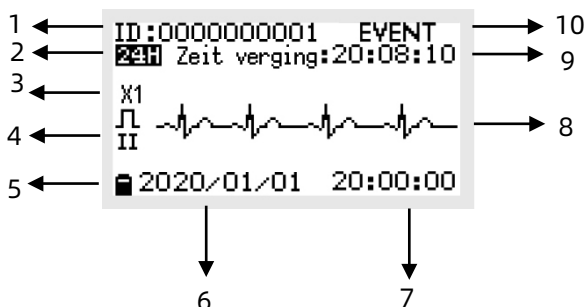 1 ID:0000000001 EVENT 10
2 24H Zeit verging:20:08:10 9
3 X1
4 II 8
5 2020/01/01 20:00:00
6 7